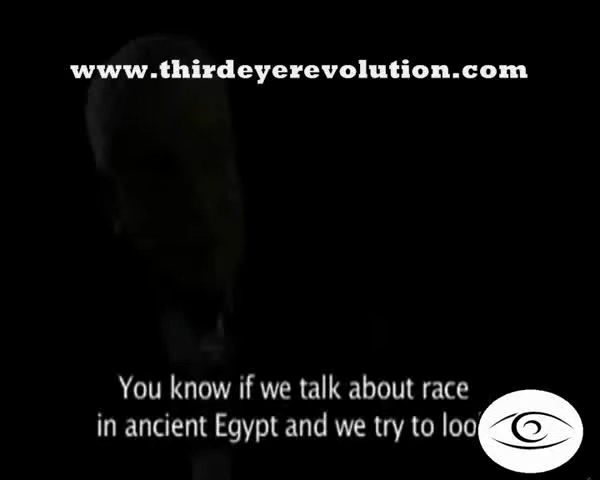 www.thirdeyerevolution.com
You know if we talk about race
in ancient Egypt and we try to